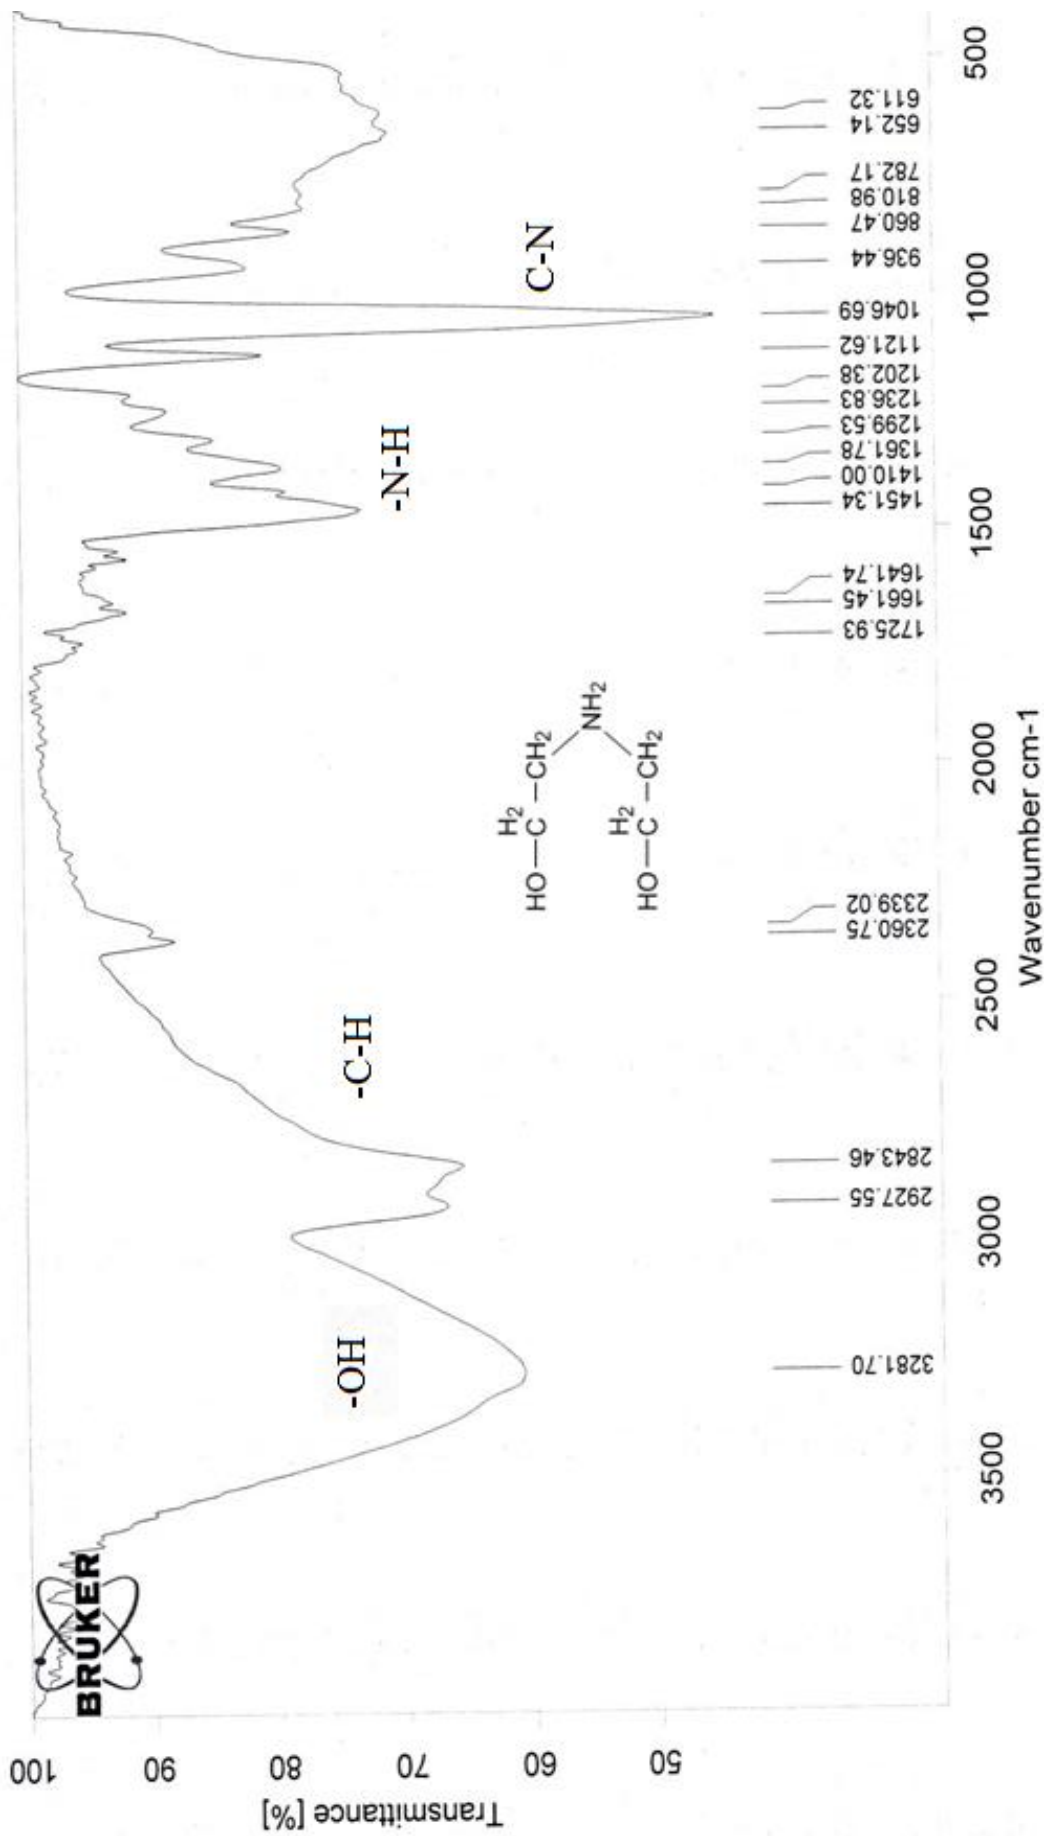 BRUKER
Transmittance [%]
100
90
80
70
60
50
-OH
-C-H
-N-H
C-N
H2
HO—C—CH2
NH2
H2
HO—C—CH2
3281.70
2927.55
2843.46
2360.75
2339.02
1725.93
1661.45
1641.74
1451.34
1410.00
1361.78
1299.53
1236.83
1202.38
1121.62
1046.69
936.44
860.47
810.98
782.17
652.14
611.32
3500
3000
2500
2000
1500
1000
500
Wavenumber cm-1